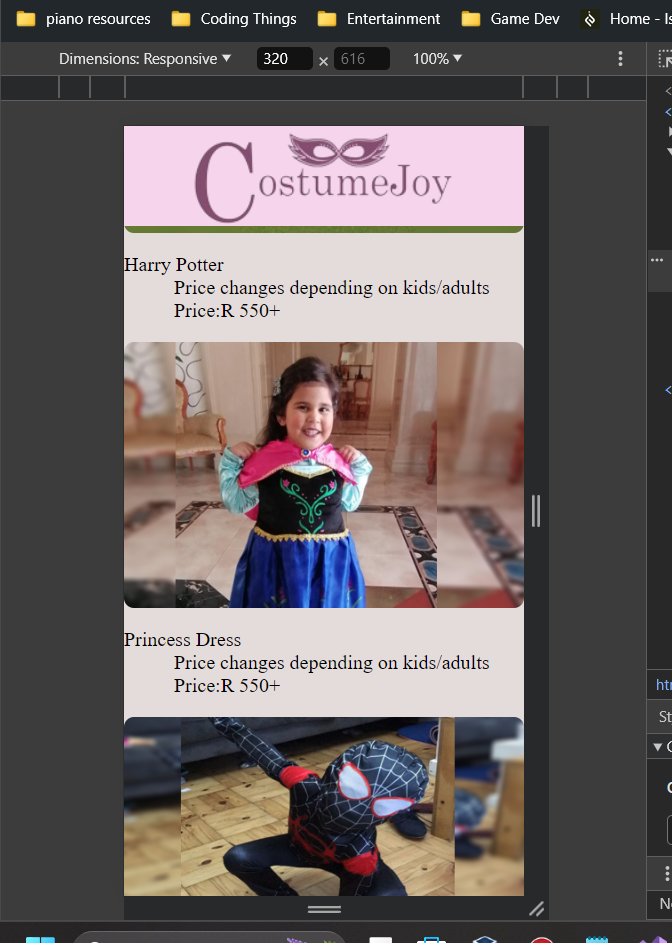 piano resources Coding Things Entertainment Game Dev Home - Is
Dimensions: Responsive 320 × 616 100%
CostumeJoy
Harry Potter
Price changes depending on kids/adults
Price:R 550+
Princess Dress
Price changes depending on kids/adults
Price:R 550+